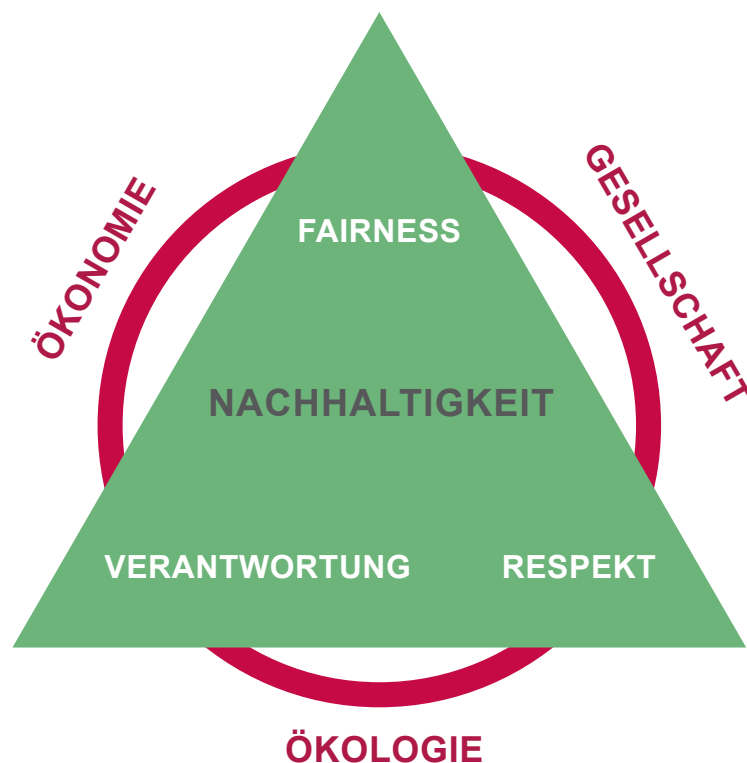 ÖKONOMIE
GESELLSCHAFT
FAIRNESS
NACHHALTIGKEIT
VERANTWORTUNG
RESPEKT
ÖKOLOGIE